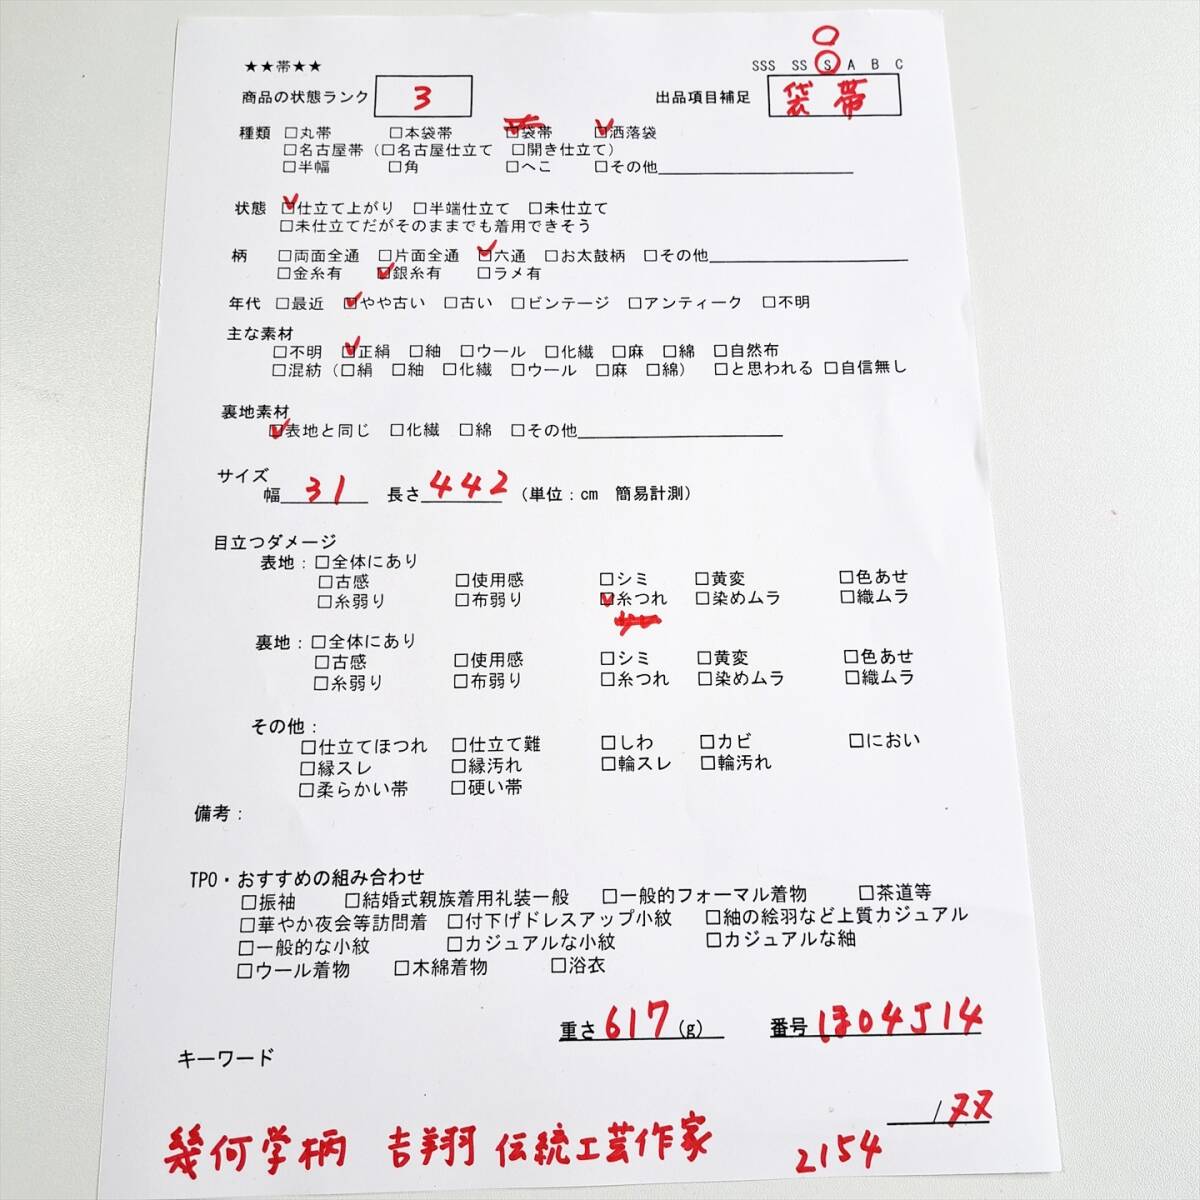 ★★帯★★
SSS SS S A B C
商品の状態ランク 3 出品項目補足 袋帯
種類 □丸帯 □本袋帯 □袋帯 □洒落袋
□名古屋帯（□名古屋仕立て □開き仕立て）
□半幅 □角 □へこ □その他
状態 □仕立て上がり □半端仕立て □未仕立て
□未仕立てだがそのままでも着用できそう
柄 □両面全通 □片面全通 □六通 □お太鼓柄 □その他
□金糸有 □銀糸有 □ラメ有
年代 □最近 □やや古い □古い □ビンテージ □アンティーク □不明
主な素材
□不明 □正絹 □紬 □ウール □化繊 □麻 □綿 □自然布
□混紡（□絹 □紬 □化繊 □ウール □麻 □綿） □と思われる □自信無し
裏地素材
□表地と同じ □化繊 □綿 □その他
サイズ
幅 31 長さ 442 （単位：cm 簡易計測）
目立つダメージ
表地：□全体にあり
□古感 □使用感 □シミ □黄変 □色あせ
□糸弱り □布弱り □糸つれ □染めムラ □織ムラ
裏地：□全体にあり
□古感 □使用感 □シミ □黄変 □色あせ
□糸弱り □布弱り □糸つれ □染めムラ □織ムラ
その他：
□仕立てほつれ □仕立て難 □しわ □カビ □におい
□縁スレ □縁汚れ □輪スレ □輪汚れ
□柔らかい帯 □硬い帯
備考：
TPO・おすすめの組み合わせ
□振袖 □結婚式親族着用礼装一般 □一般的フォーマル着物 □茶道等
□華やか夜会等訪問着 □付下げドレスアップ小紋 □紬の絵羽など上質カジュアル
□一般的な小紋 □カジュアルな小紋 □カジュアルな紬
□ウール着物 □木綿着物 □浴衣
重さ 617 (g) 番号 ほ04J14
キーワード
/ヌヌ
幾何学柄 吉翔 伝統工芸作家 2154